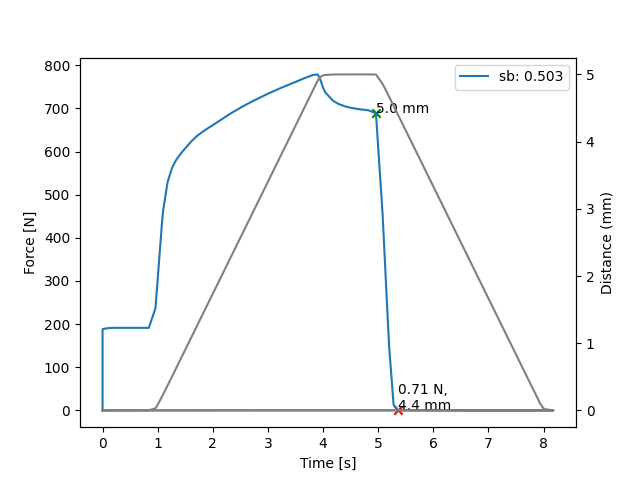 sb: 0.503
800
700
600
500
400
300
200
100
0
Force [N]
5.0 mm
0.71 N,
4.4 mm
5
4
3
2
1
0
Distance (mm)
0 1 2 3 4 5 6 7 8
Time [s]